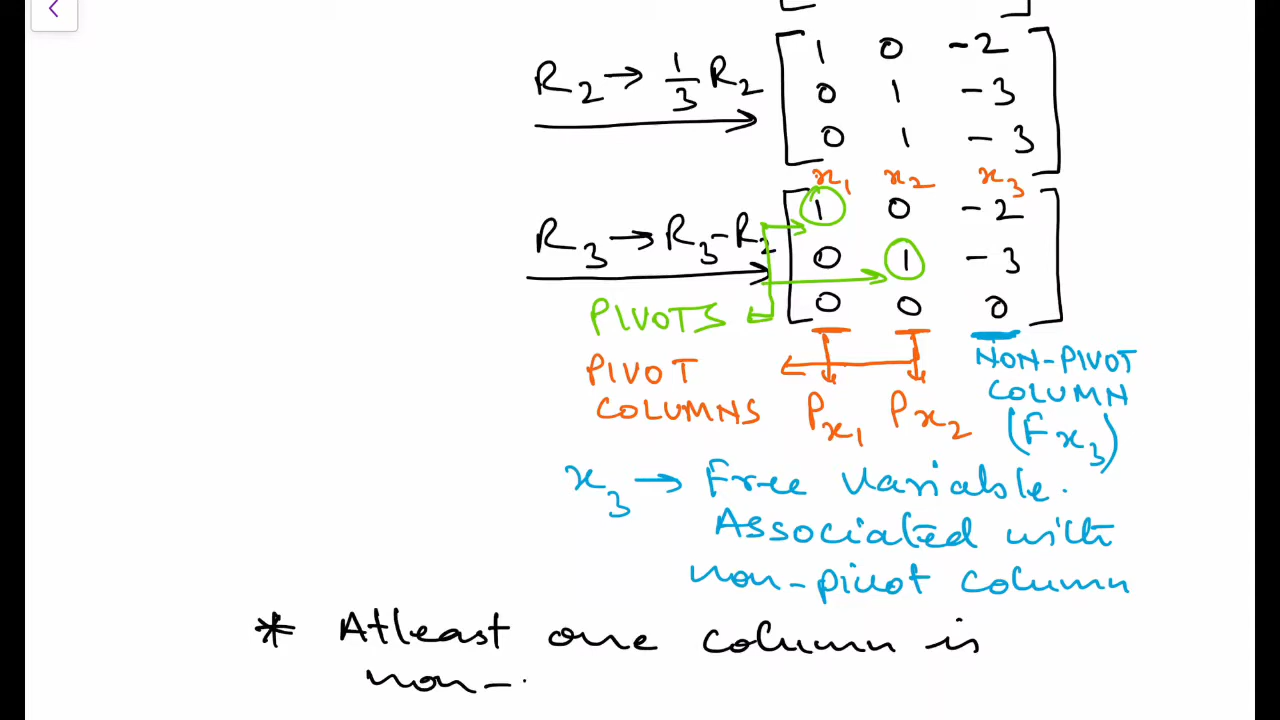 R2 → 1/3 R2
1 0 -2
0 1 -3
0 1 -3
x1 x2 x3
R3 → R3-R2
1 0 -2
0 1 -3
0 0 0
PIVOTS
PIVOT
COLUMNS
Px1 Px2
NON-PIVOT
COLUMN
(Fx3)
x3 → Free variable.
Associated with
non-pivot column
* Atleast one column is
non-